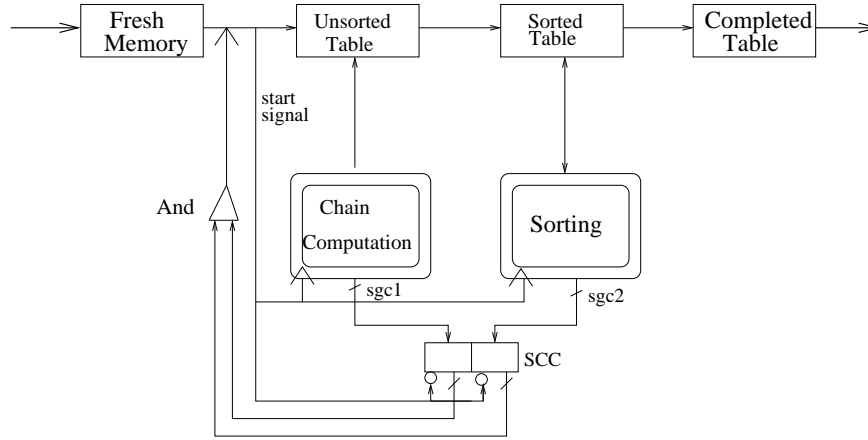 Fresh
Memory
Unsorted
Table
Sorted
Table
Completed
Table
start
signal
And
Chain
Computation
Sorting
sgc1
sgc2
SCC